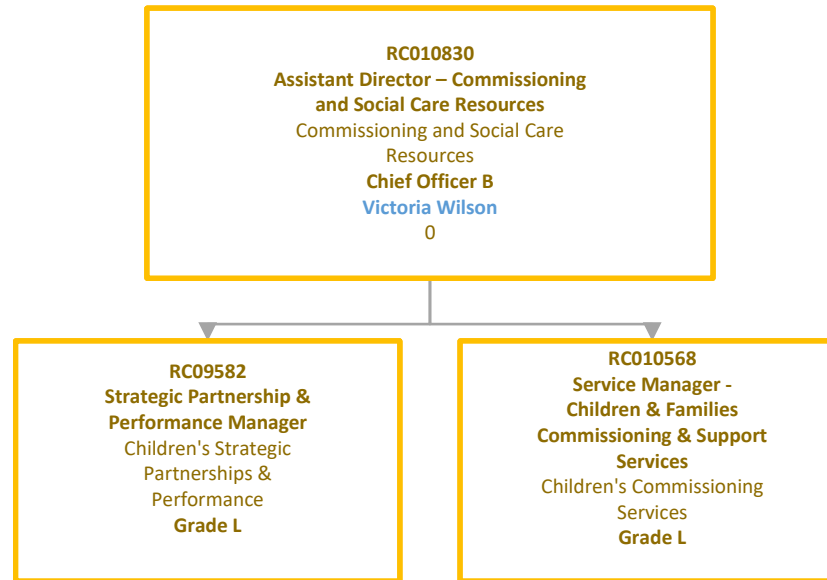 RC010830
Assistant Director – Commissioning
and Social Care Resources
Commissioning and Social Care
Resources
Chief Officer B
Victoria Wilson
0
RC09582
Strategic Partnership &
Performance Manager
Children's Strategic
Partnerships &
Performance
Grade L
RC010568
Service Manager -
Children & Families
Commissioning & Support
Services
Children's Commissioning
Services
Grade L